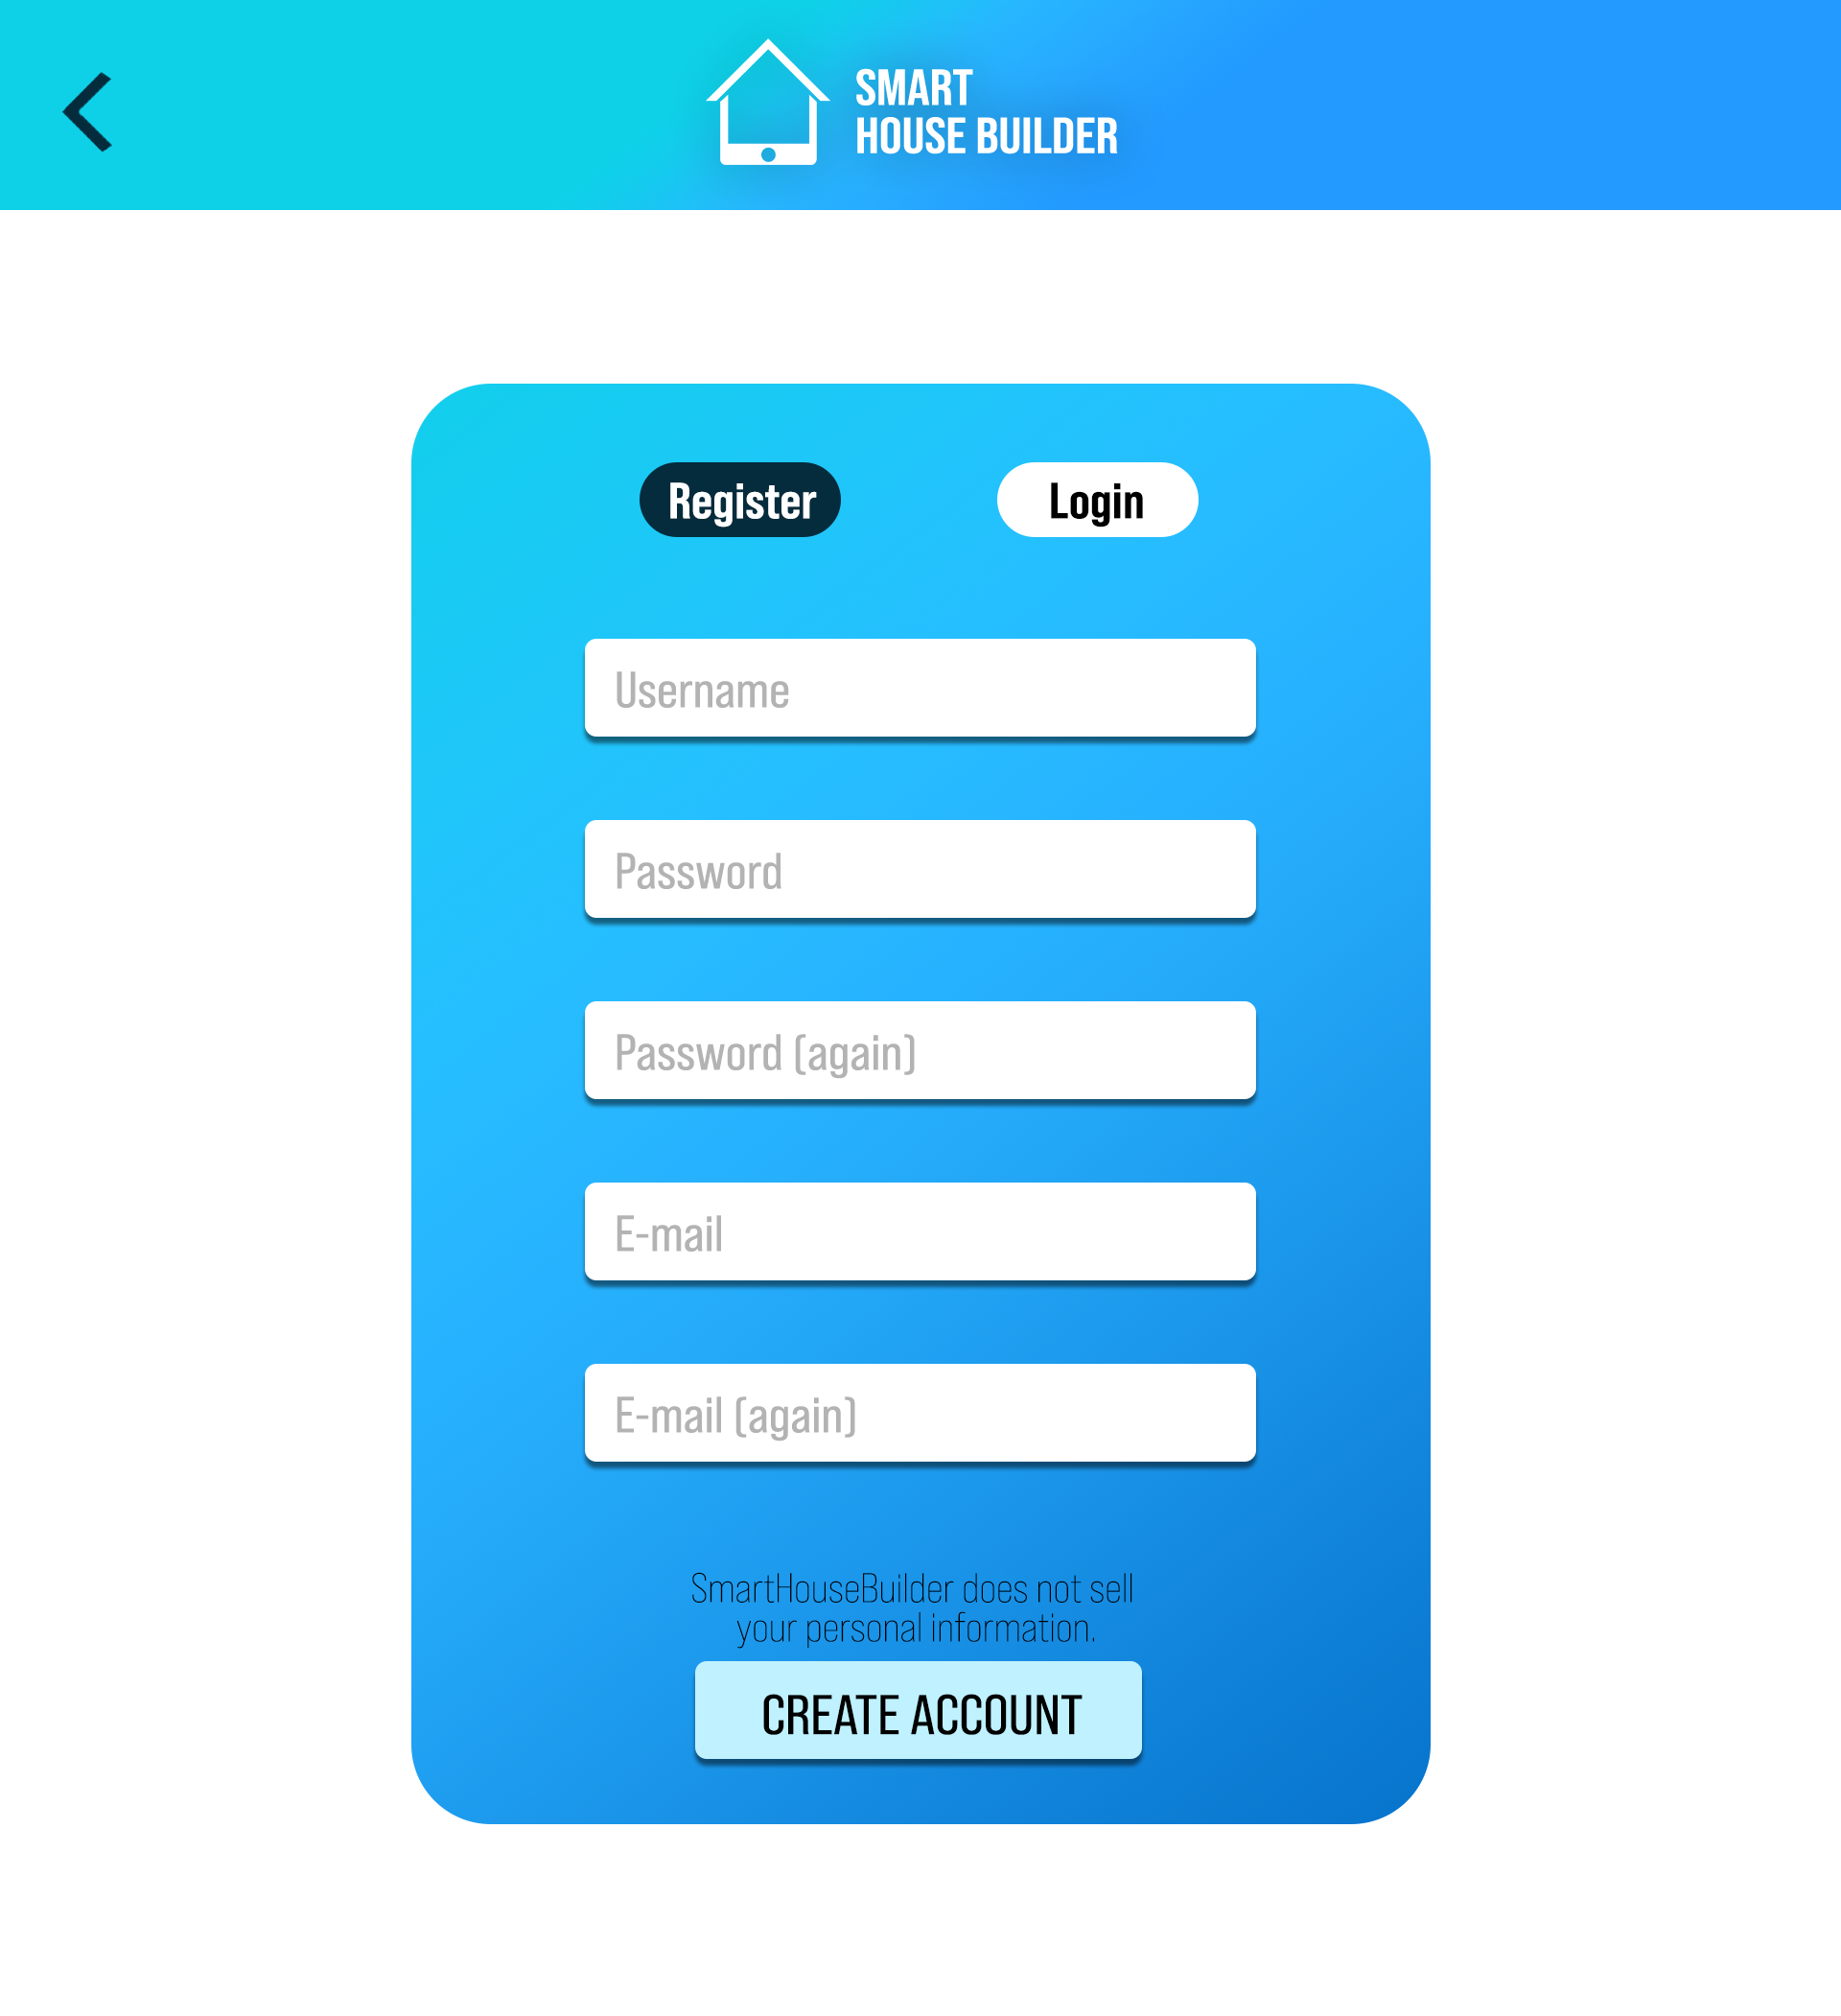 SMART
HOUSE BUILDER
Register
Login
Username
Password
Password (again)
E-mail
E-mail (again)
SmartHouseBuilder does not sell
your personal information.
CREATE ACCOUNT